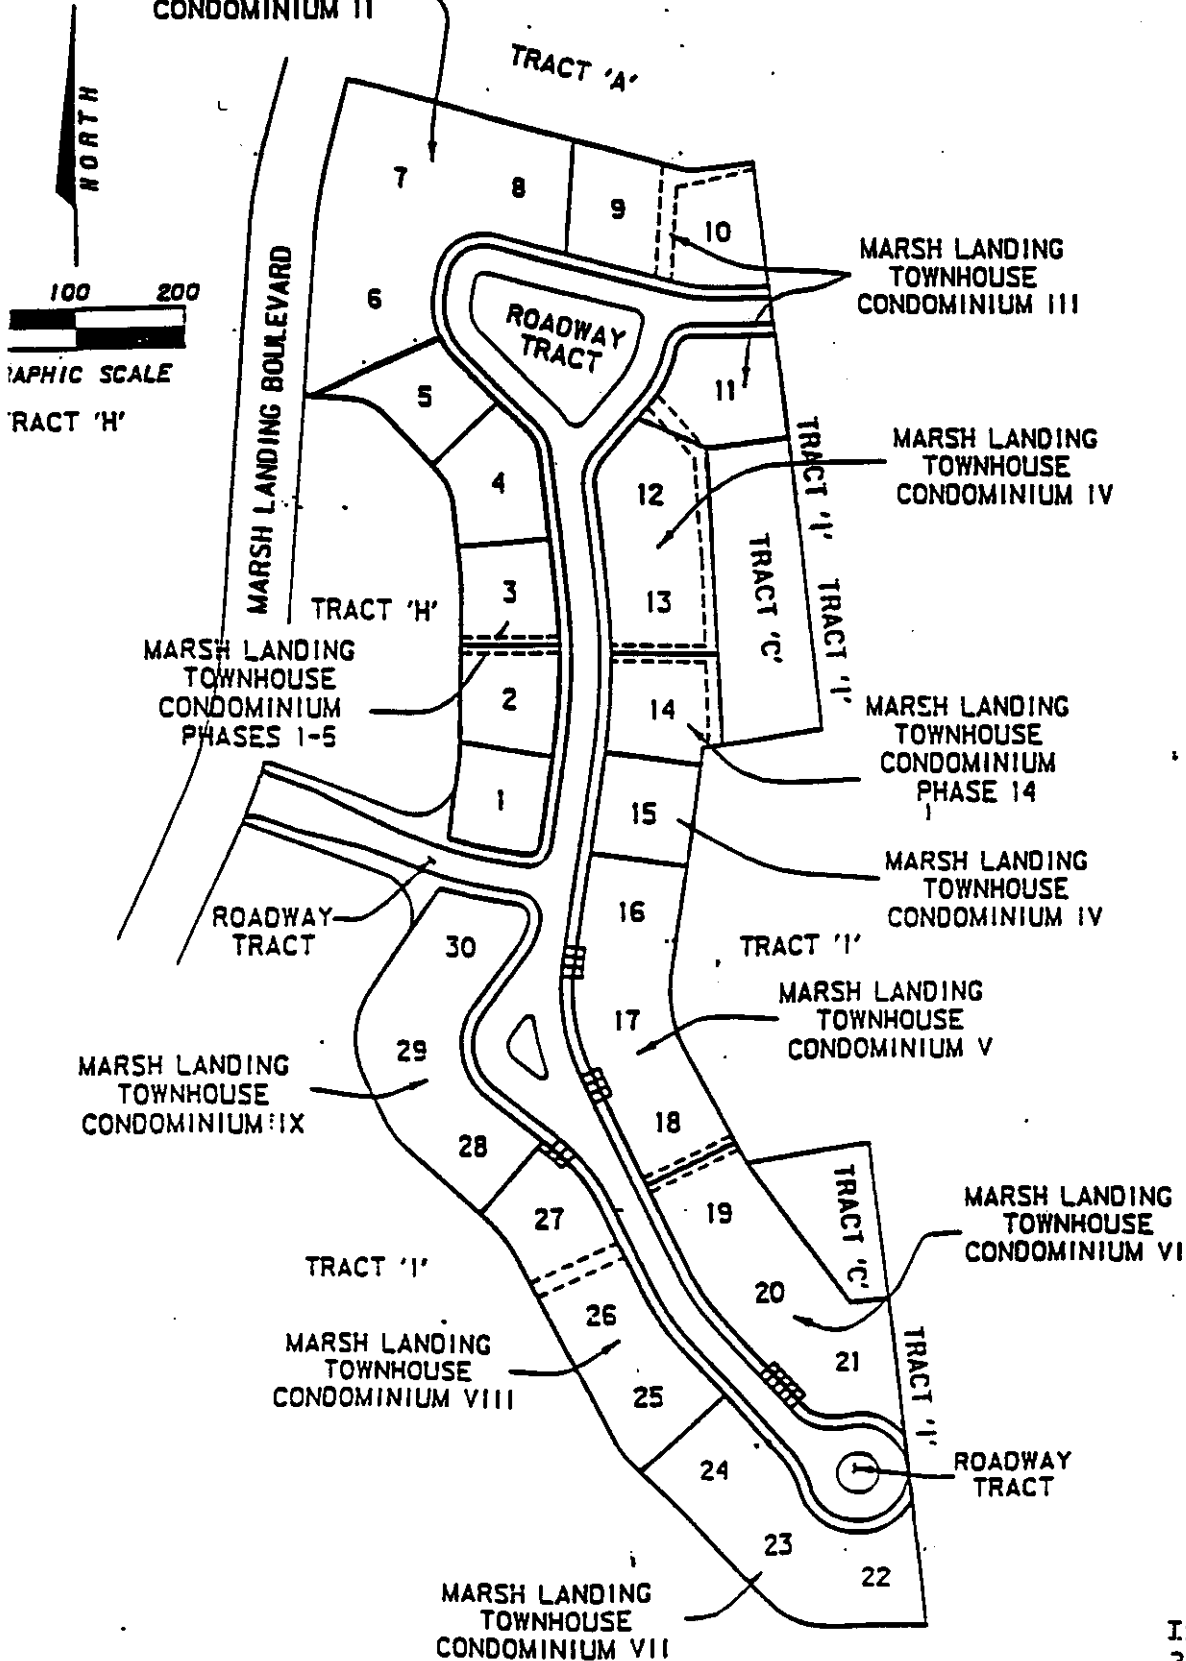 CONDOMINIUM II
TRACT 'A'
NORTH
100 200
RAPHIC SCALE
TRACT 'H'
MARSH LANDING BOULEVARD
7
8
9
10
6
ROADWAY
TRACT
MARSH LANDING
TOWNHOUSE
CONDOMINIUM III
5
11
4
12
MARSH LANDING
TOWNHOUSE
CONDOMINIUM IV
TRACT 'I'
TRACT 'C'
TRACT 'I'
TRACT 'H'
3
13
MARSH LANDING
TOWNHOUSE
CONDOMINIUM
PHASES 1-5
2
14
MARSH LANDING
TOWNHOUSE
CONDOMINIUM
PHASE 14
1
15
MARSH LANDING
TOWNHOUSE
CONDOMINIUM IV
ROADWAY
TRACT
30
16
TRACT 'I'
17
MARSH LANDING
TOWNHOUSE
CONDOMINIUM V
29
MARSH LANDING
TOWNHOUSE
CONDOMINIUM IX
28
18
27
19
TRACT 'C'
MARSH LANDING
TOWNHOUSE
CONDOMINIUM VI
TRACT 'I'
26
20
21
TRACT 'I'
MARSH LANDING
TOWNHOUSE
CONDOMINIUM VIII
25
24
ROADWAY
TRACT
23
22
MARSH LANDING
TOWNHOUSE
CONDOMINIUM VII